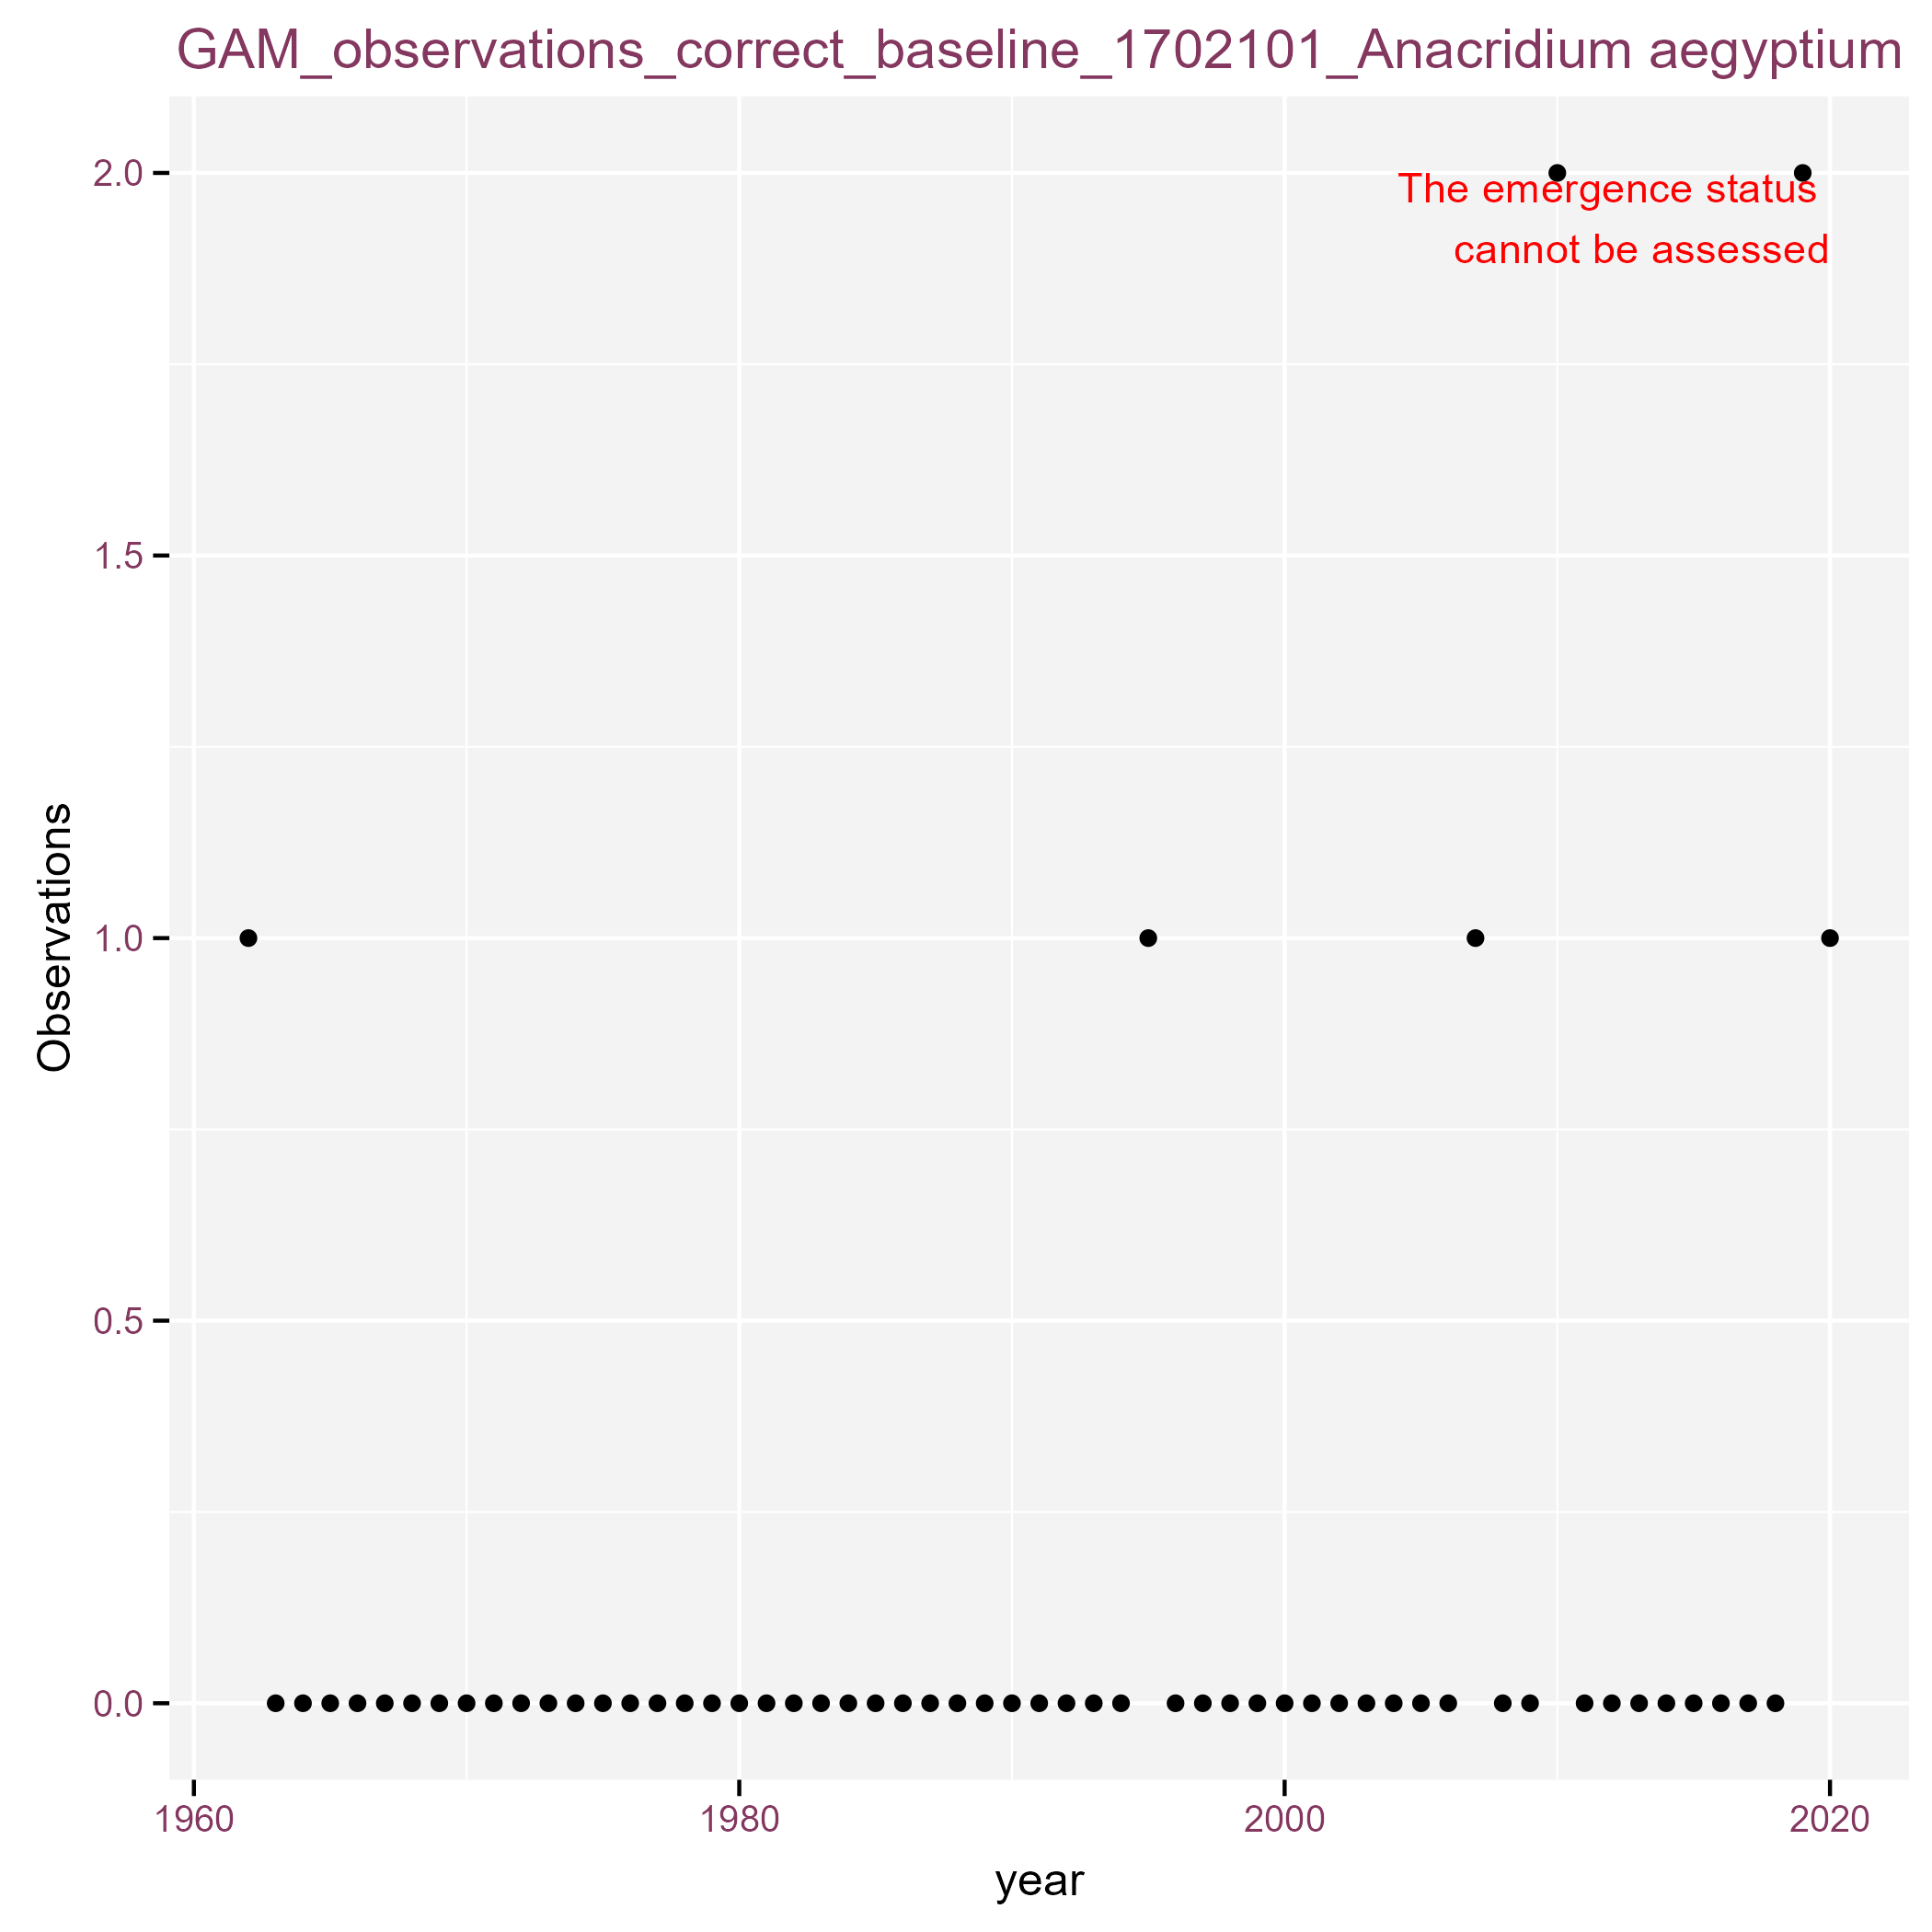 GAM_observations_correct_baseline_1702101_Anacridium aegyptium
2.0
The emergence status
cannot be assessed
1.5
1.0
Observations
0.5
0.0
1960
1980
2000
2020
year